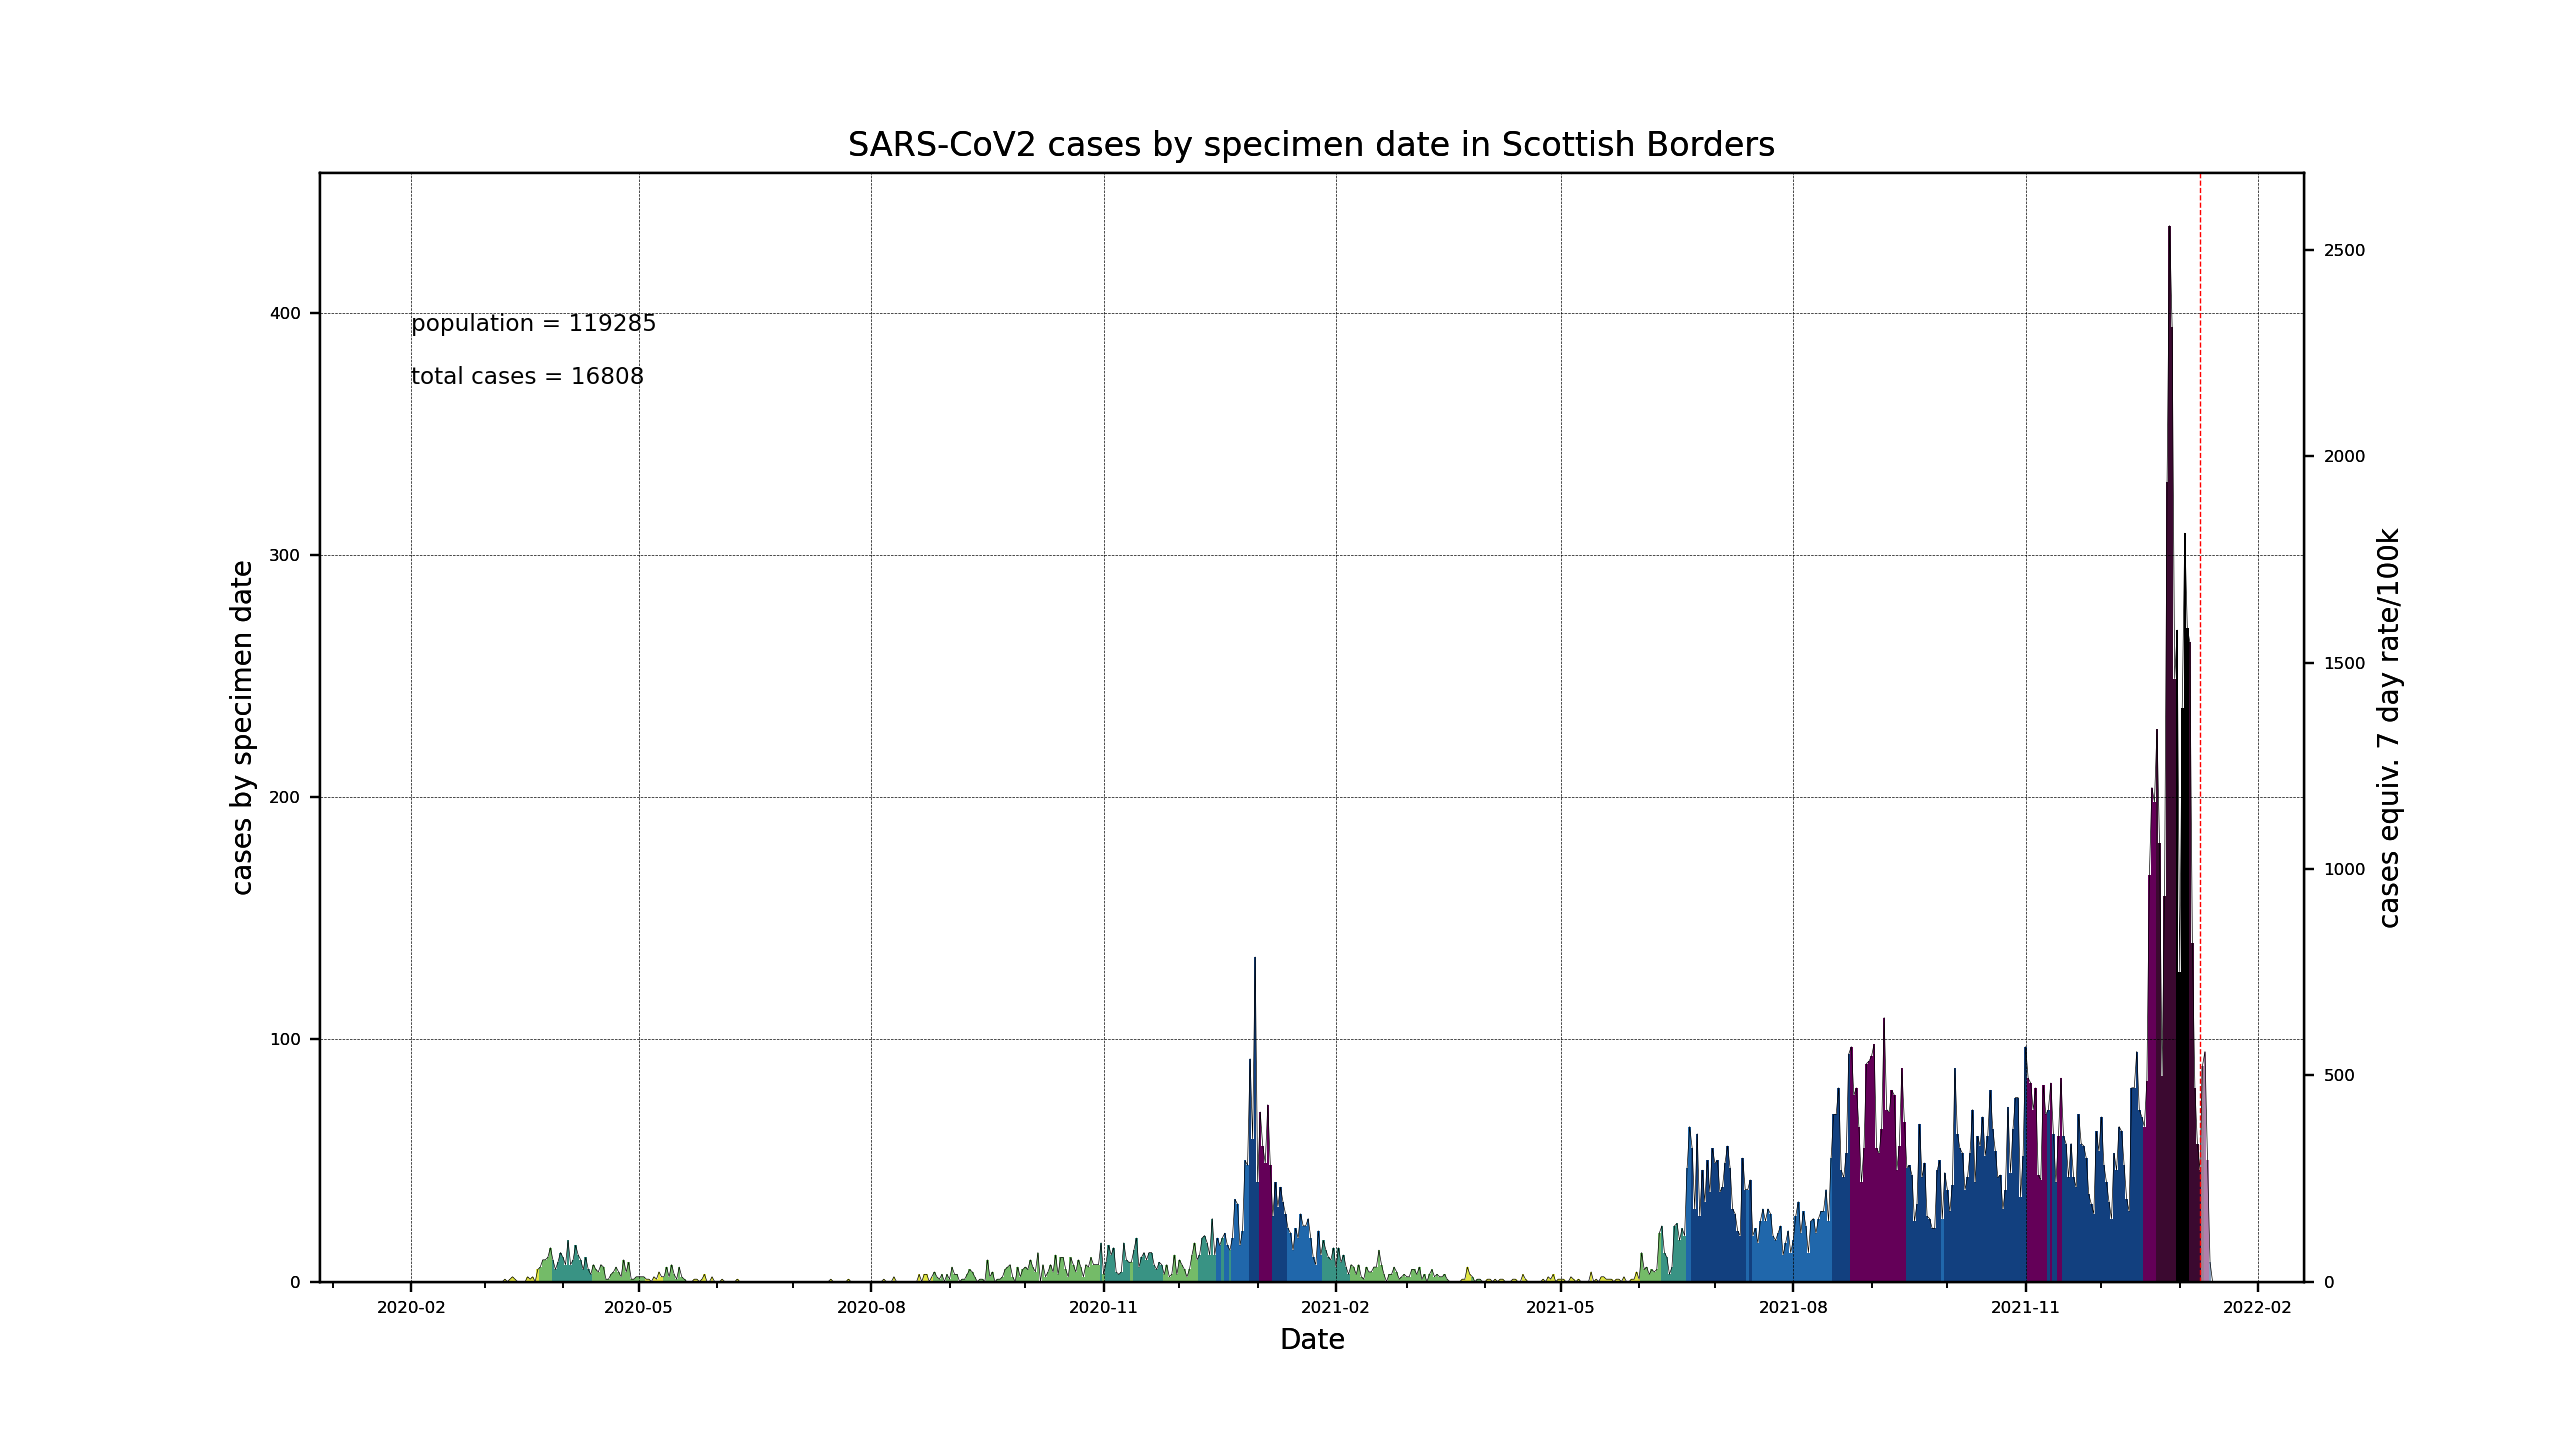 SARS-CoV2 cases by specimen date in Scottish Borders
population = 119285
total cases = 16808
cases by specimen date
400
300
200
100
0
2500
2000
1500
1000
500
0
cases equiv. 7 day rate/100k
2020-02 2020-05 2020-08 2020-11 2021-02 2021-05 2021-08 2021-11 2022-02
Date